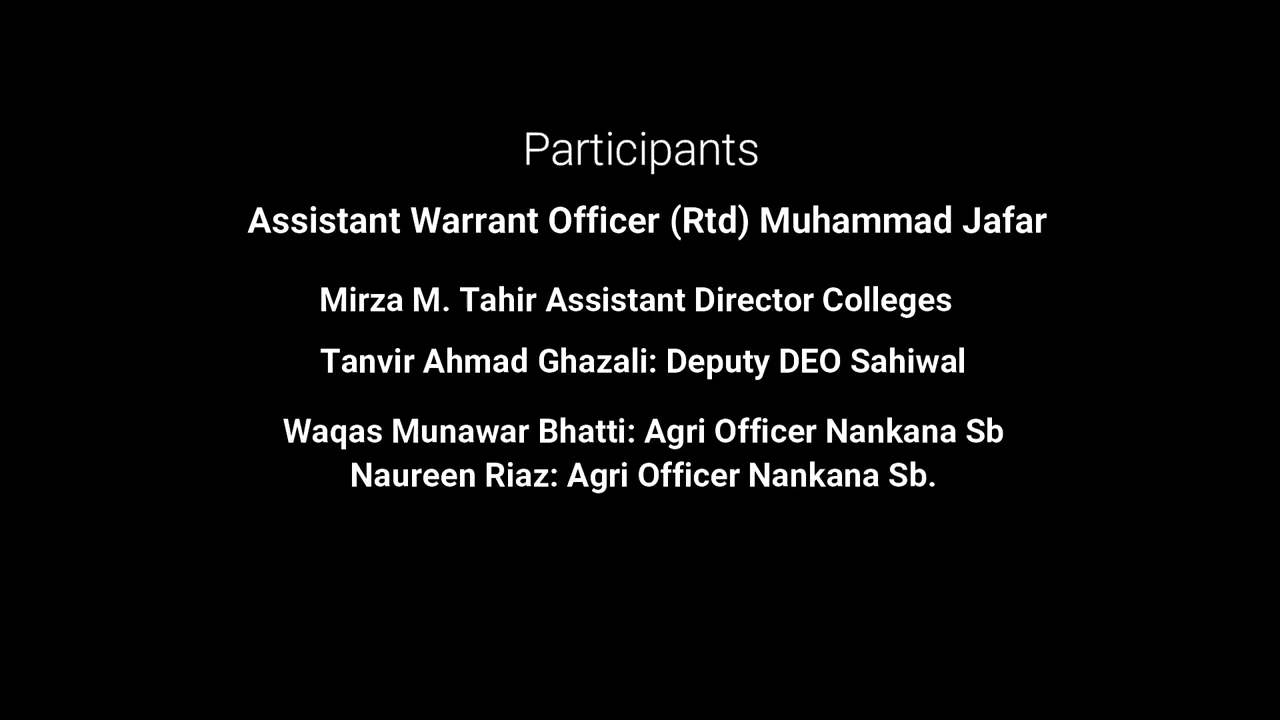 Participants
Assistant Warrant Officer (Rtd) Muhammad Jafar
Mirza M. Tahir Assistant Director Colleges
Tanvir Ahmad Ghazali: Deputy DEO Sahiwal
Waqas Munawar Bhatti: Agri Officer Nankana Sb
Naureen Riaz: Agri Officer Nankana Sb.